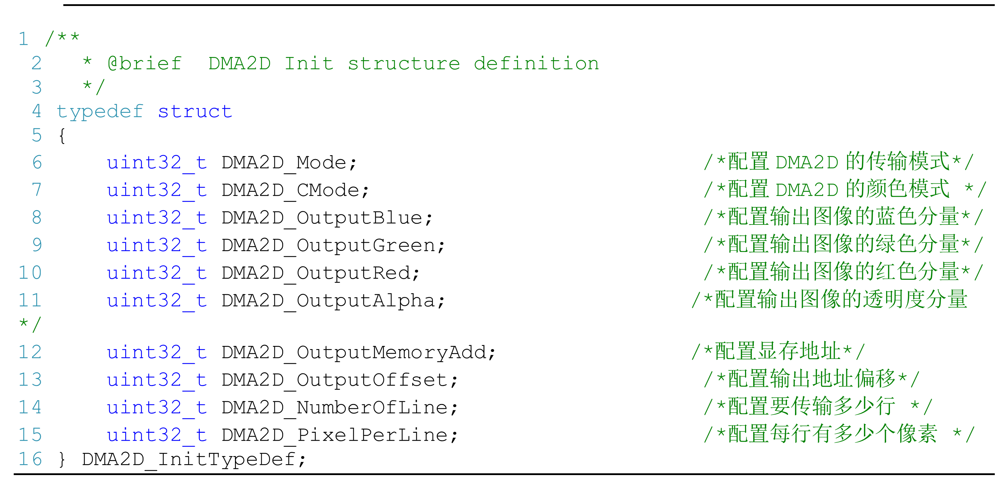 1 /**
2 * @brief DMA2D Init structure definition
3 */
4 typedef struct
5 {
6 uint32_t DMA2D_Mode; /*配置 DMA2D 的传输模式*/
7 uint32_t DMA2D_CMode; /*配置 DMA2D 的颜色模式 */
8 uint32_t DMA2D_OutputBlue; /*配置输出图像的蓝色分量*/
9 uint32_t DMA2D_OutputGreen; /*配置输出图像的绿色分量*/
10 uint32_t DMA2D_OutputRed; /*配置输出图像的红色分量*/
11 uint32_t DMA2D_OutputAlpha; /*配置输出图像的透明度分量
*/
12 uint32_t DMA2D_OutputMemoryAdd; /*配置显存地址*/
13 uint32_t DMA2D_OutputOffset; /*配置输出地址偏移*/
14 uint32_t DMA2D_NumberOfLine; /*配置要传输多少行 */
15 uint32_t DMA2D_PixelPerLine; /*配置每行有多少个像素 */
16 } DMA2D_InitTypeDef;